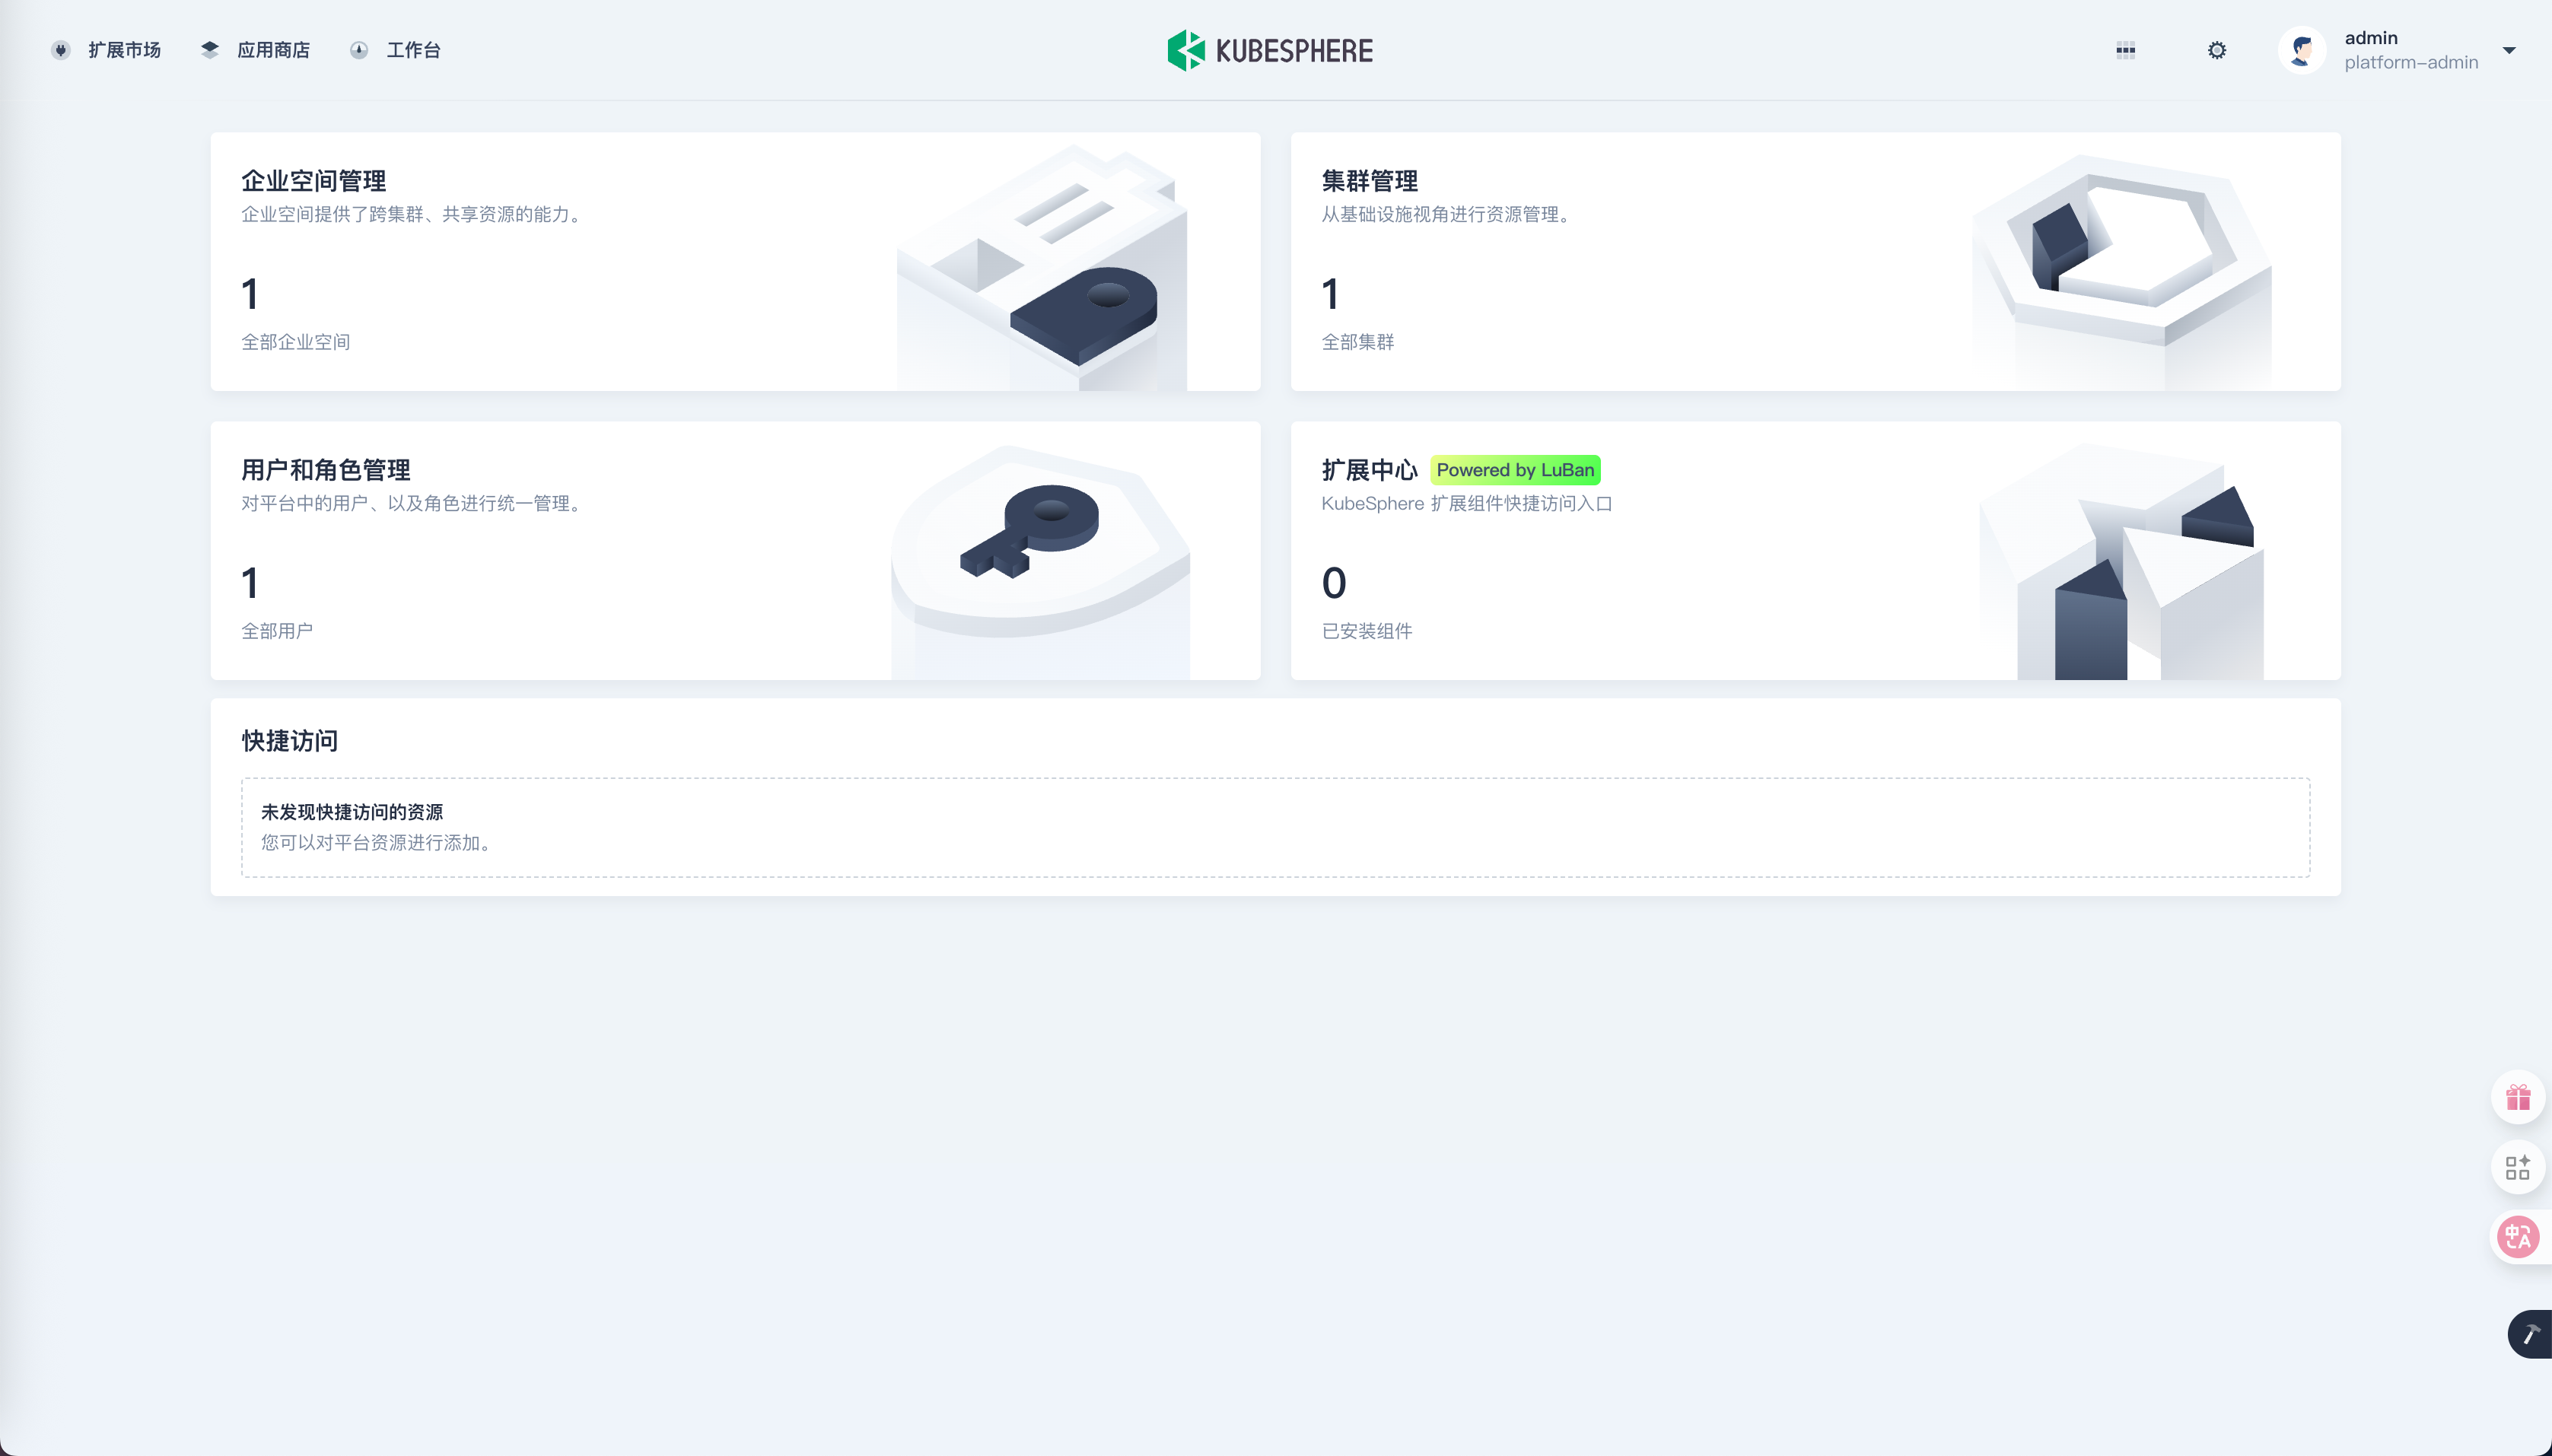 扩展市场
应用商店
工作台
KUBESPHERE
admin
platform-admin
企业空间管理
企业空间提供了跨集群、共享资源的能力。
1
全部企业空间
集群管理
从基础设施视角进行资源管理。
1
全部集群
用户和角色管理
对平台中的用户、以及角色进行统一管理。
1
全部用户
扩展中心 Powered by LuBan
KubeSphere 扩展组件快捷访问入口
0
已安装组件
快捷访问
未发现快捷访问的资源
您可以对平台资源进行添加。
中A